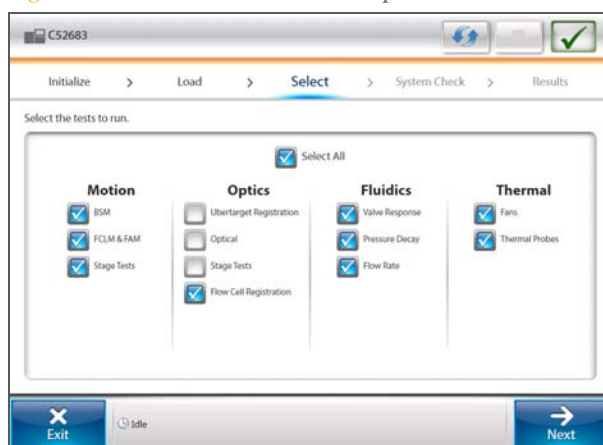 C52683
Initialize > Load > Select > System Check > Results
Select the tests to run.
Select All
Motion
BSM
FCLM & FAM
Stage Tests
Optics
Ubertarget Registration
Optical
Stage Tests
Flow Cell Registration
Fluidics
Valve Response
Pressure Decay
Flow Rate
Thermal
Fans
Thermal Probes
Exit
Idle
Next